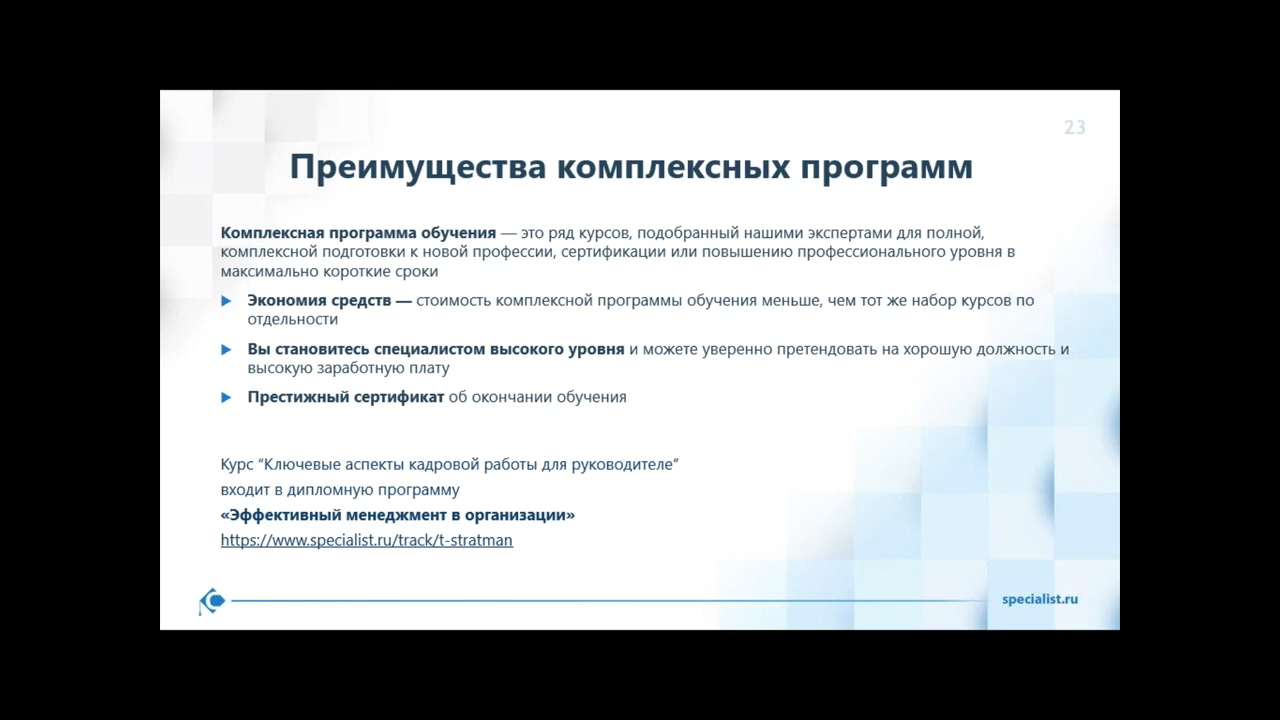 23
Преимущества комплексных программ
Комплексная программа обучения — это ряд курсов, подобранный нашими экспертами для полной,
комплексной подготовки к новой профессии, сертификации или повышению профессионального уровня в
максимально короткие сроки
Экономия средств — стоимость комплексной программы обучения меньше, чем тот же набор курсов по
отдельности
Вы становитесь специалистом высокого уровня и можете уверенно претендовать на хорошую должность и
высокую заработную плату
Престижный сертификат об окончании обучения
Курс “Ключевые аспекты кадровой работы для руководителе”
входит в дипломную программу
«Эффективный менеджмент в организации»
https://www.specialist.ru/track/t-stratman
specialist.ru